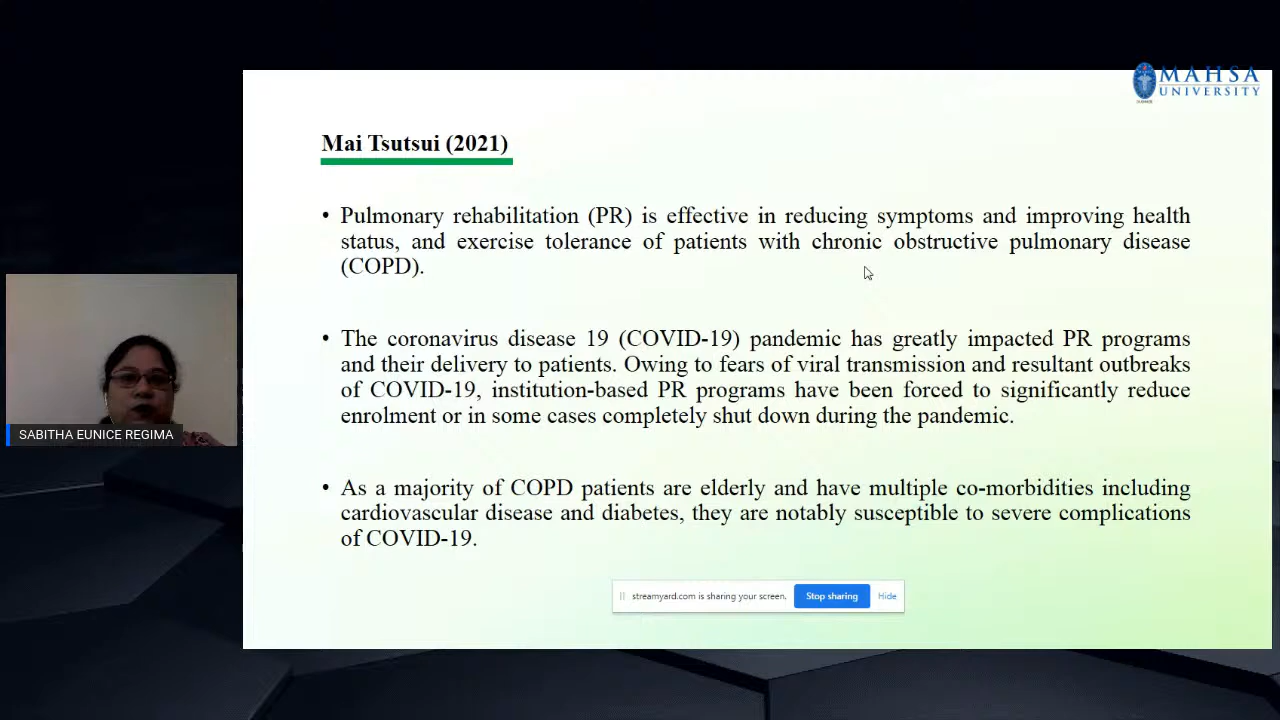 MAHSA
UNIVERSITY
Mai Tsutsui (2021)
• Pulmonary rehabilitation (PR) is effective in reducing symptoms and improving health
status, and exercise tolerance of patients with chronic obstructive pulmonary disease
(COPD).
• The coronavirus disease 19 (COVID-19) pandemic has greatly impacted PR programs
and their delivery to patients. Owing to fears of viral transmission and resultant outbreaks
of COVID-19, institution-based PR programs have been forced to significantly reduce
enrolment or in some cases completely shut down during the pandemic.
• As a majority of COPD patients are elderly and have multiple co-morbidities including
cardiovascular disease and diabetes, they are notably susceptible to severe complications
of COVID-19.
SABITHA EUNICE REGIMA
streamyard.com is sharing your screen.
Stop sharing
Hide